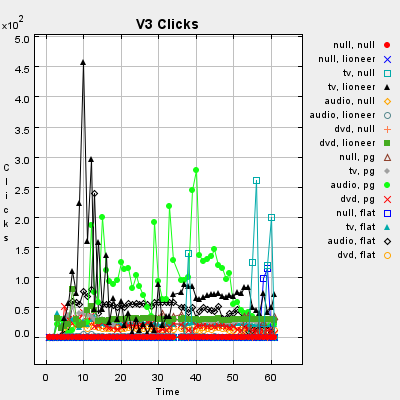 V3 Clicks
x10²
5.0
4.5
4.0
3.5
3.0
2.5
2.0
1.5
1.0
0.5
0.0
Clicks
0 10 20 30 40 50 60
Time
null, null
null, lioneer
tv, null
tv, lioneer
audio, null
audio, lioneer
dvd, null
dvd, lioneer
null, pg
tv, pg
audio, pg
dvd, pg
null, flat
tv, flat
audio, flat
dvd, flat